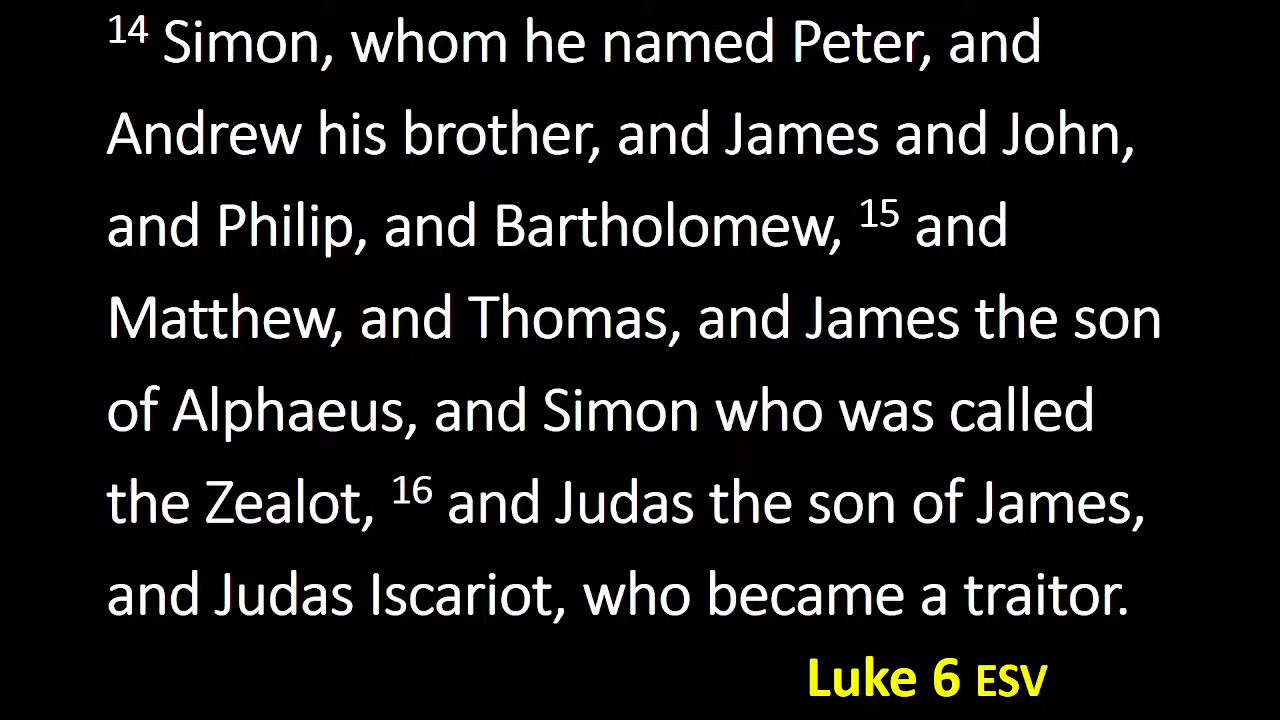 14 Simon, whom he named Peter, and
Andrew his brother, and James and John,
and Philip, and Bartholomew, 15 and
Matthew, and Thomas, and James the son
of Alphaeus, and Simon who was called
the Zealot, 16 and Judas the son of James,
and Judas Iscariot, who became a traitor.
Luke 6 ESV